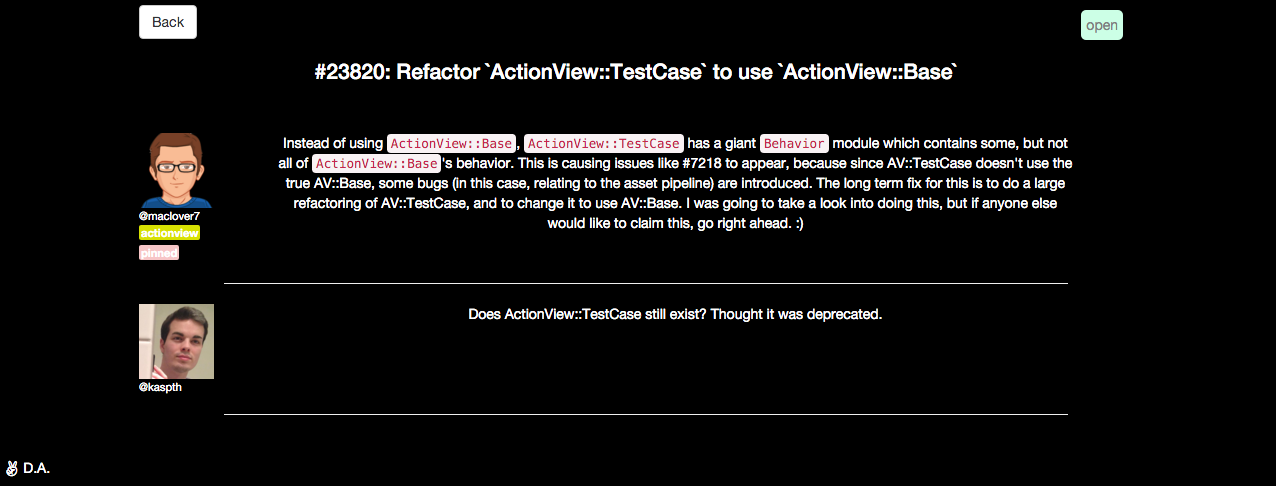 Back
open
#23820: Refactor `ActionView::TestCase` to use `ActionView::Base`
Instead of using ActionView::Base, ActionView::TestCase has a giant Behavior module which contains some, but not
all of ActionView::Base's behavior. This is causing issues like #7218 to appear, because since AV::TestCase doesn't use the
true AV::Base, some bugs (in this case, relating to the asset pipeline) are introduced. The long term fix for this is to do a large
refactoring of AV::TestCase, and to change it to use AV::Base. I was going to take a look into doing this, but if anyone else
would like to claim this, go right ahead. :)
@maclover7
actionview
pinned
Does ActionView::TestCase still exist? Thought it was deprecated.
@kaspth
✌ D.A.